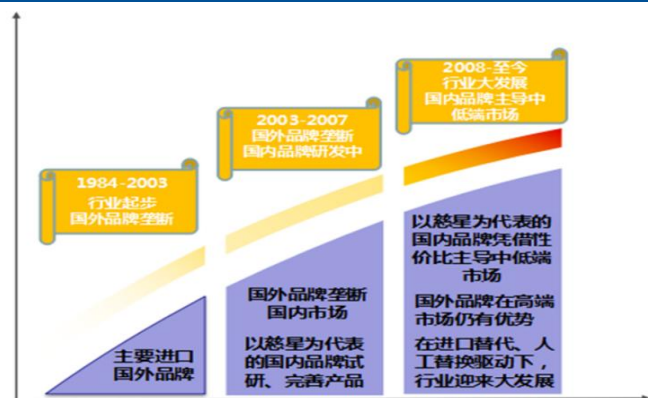 1984-2003
行业起步
国外品牌垄断
2003-2007
国外品牌垄断
国内品牌研发中
2008-至今
行业大发展
国内品牌主导中
低端市场
主要进口
国外品牌
国外品牌垄断
国内市场
以慈星为代表
的国内品牌试
研、完善产品
以慈星为代表的
国内品牌凭借性
价比主导中低端
市场
国外品牌在高端
市场仍有优势
在进口替代、人
工替换驱动下，
行业迎来大发展